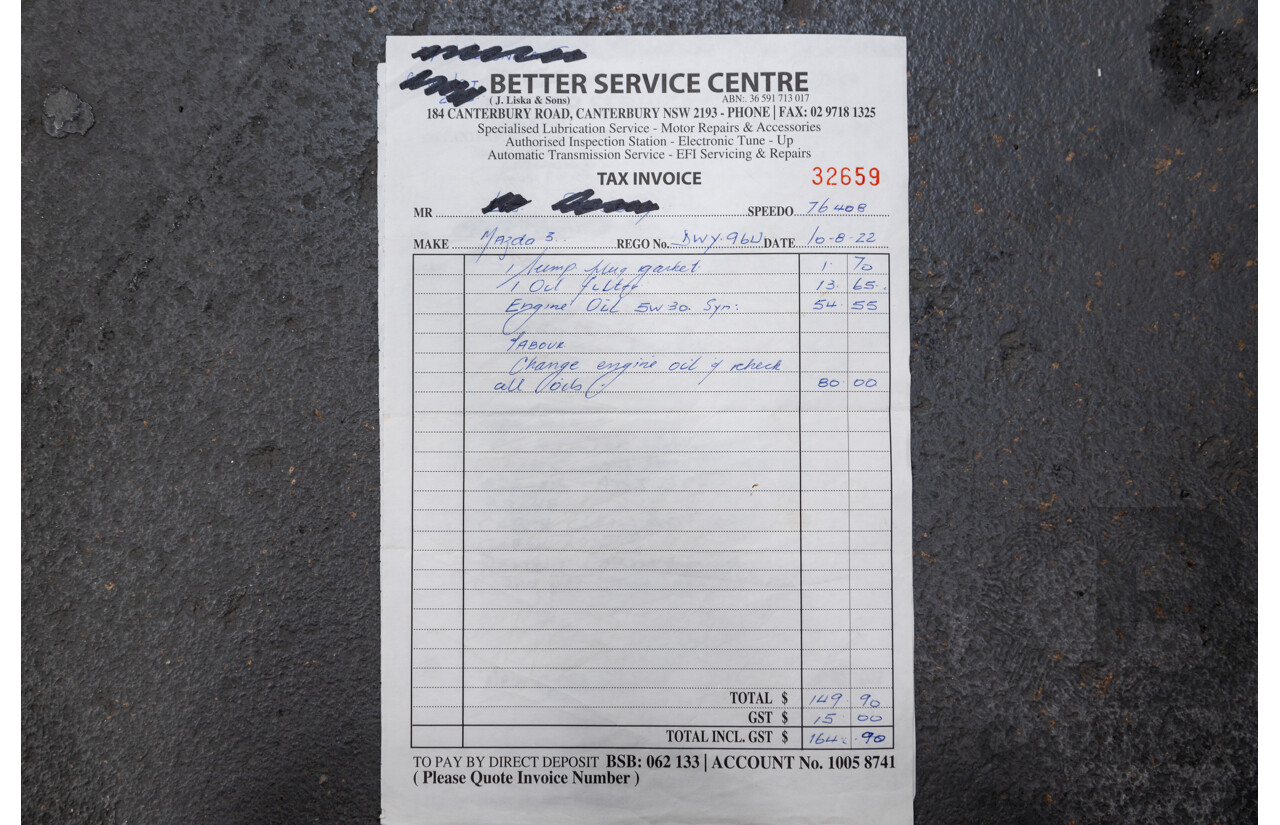 BETTER SERVICE CENTRE
( J. Liska & Sons) ABN:. 36 591 713 017
184 CANTERBURY ROAD, CANTERBURY NSW 2193 - PHONE | FAX: 02 9718 1325
Specialised Lubrication Service - Motor Repairs & Accessories
Authorised Inspection Station - Electronic Tune - Up
Automatic Transmission Service - EFI Servicing & Repairs
TAX INVOICE 32659
MR SPEEDO 76408
MAKE Mazda 3 REGO No. DATE 10-8-22
1 Sump plug garket 1 70
1 Oil filter 13 65
Engine Oil 5W30 Syn: 54 55
LABOUR
Change engine oil & check
all oils 80 00
TOTAL $ 149 90
GST $ 15 00
TOTAL INCL. GST $ 164 90
TO PAY BY DIRECT DEPOSIT BSB: 062 133 | ACCOUNT No. 1005 8741
( Please Quote Invoice Number )